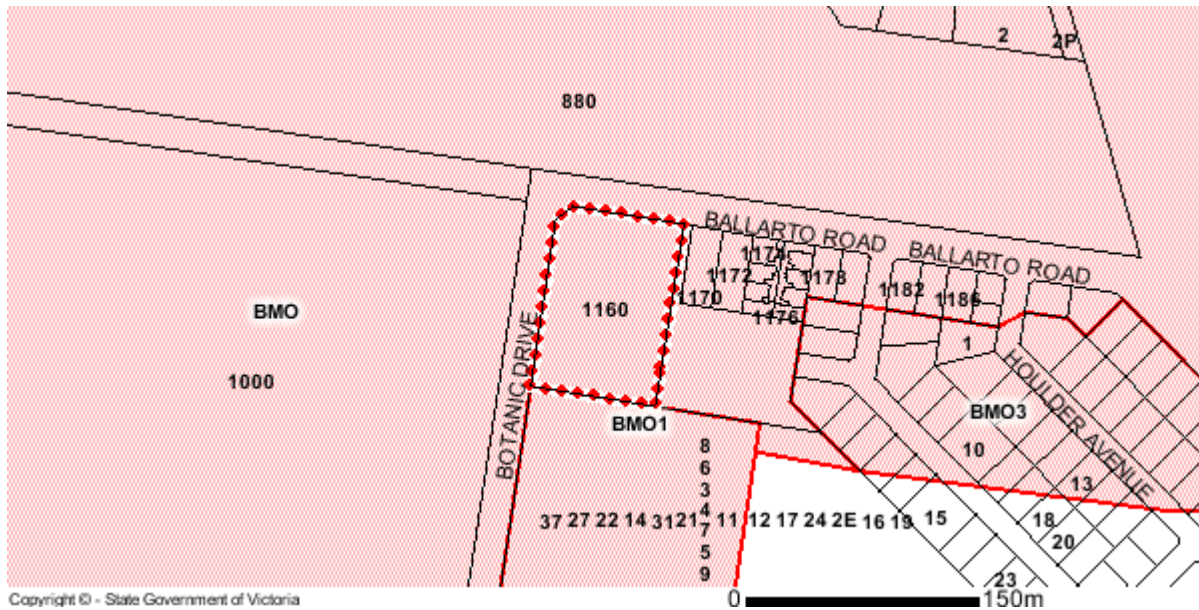 2
2P
880
BALLARTO ROAD
BALLARTO ROAD
1174
1172
1173
1170
1182
1186
1176
1160
BMO
1
1000
BOTANIC DRIVE
HOULDER AVENUE
BMO1
BMO3
8
6
3
4
7
5
9
10
13
37 27 22 14 31 21 11 12 17 24 2E 16 19 15
18
20
23
Copyright © - State Government of Victoria
0 150m